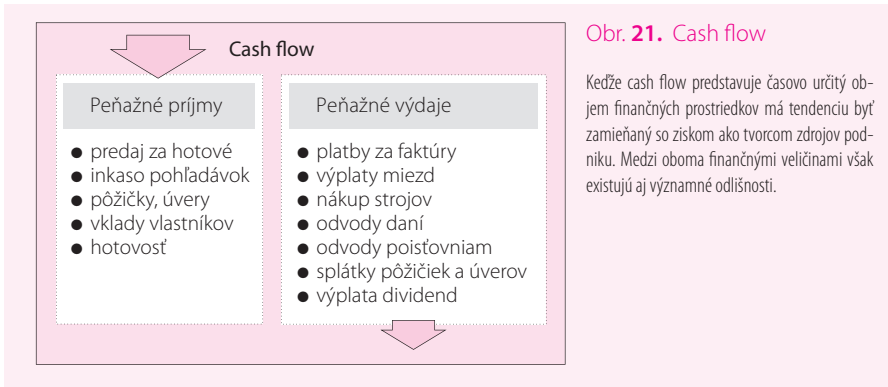 Cash flow
Peňažné príjmy
● predaj za hotové
● inkaso pohľadávok
● pôžičky, úvery
● vklady vlastníkov
● hotovosť
Peňažné výdaje
● platby za faktúry
● výplaty miezd
● nákup strojov
● odvody daní
● odvody poisťovniam
● splátky pôžičiek a úverov
● výplata dividend
Obr. 21. Cash flow
Keďže cash flow predstavuje časovo určitý ob-
jem finančných prostriedkov má tendenciu byť
zamieňaný so ziskom ako tvorcom zdrojov pod-
niku. Medzi oboma finančnými veličinami však
existujú aj významné odlišnosti.